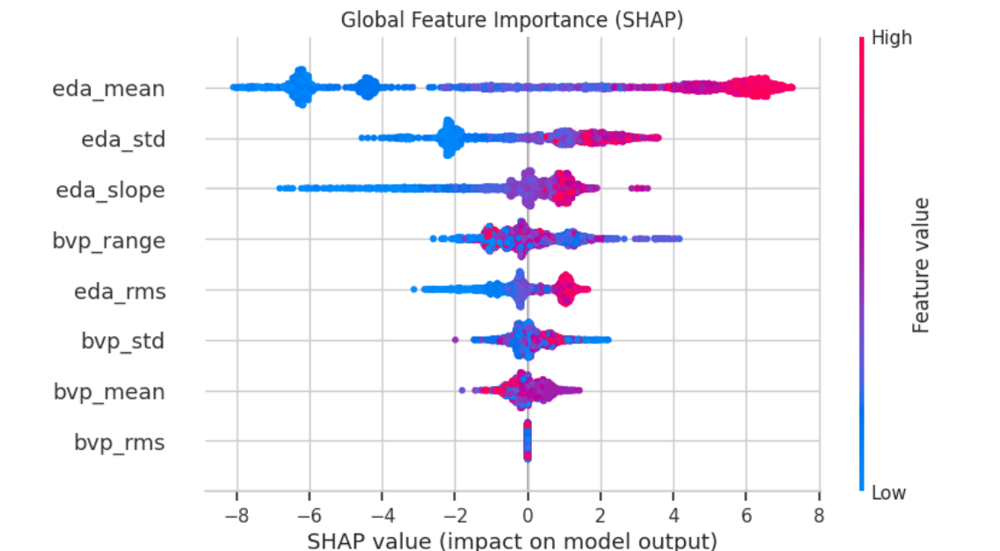 Global Feature Importance (SHAP)
High
eda_mean
eda_std
eda_slope
bvp_range
eda_rms
bvp_std
bvp_mean
bvp_rms
Feature value
Low
−8 −6 −4 −2 0 2 4 6 8
SHAP value (impact on model output)